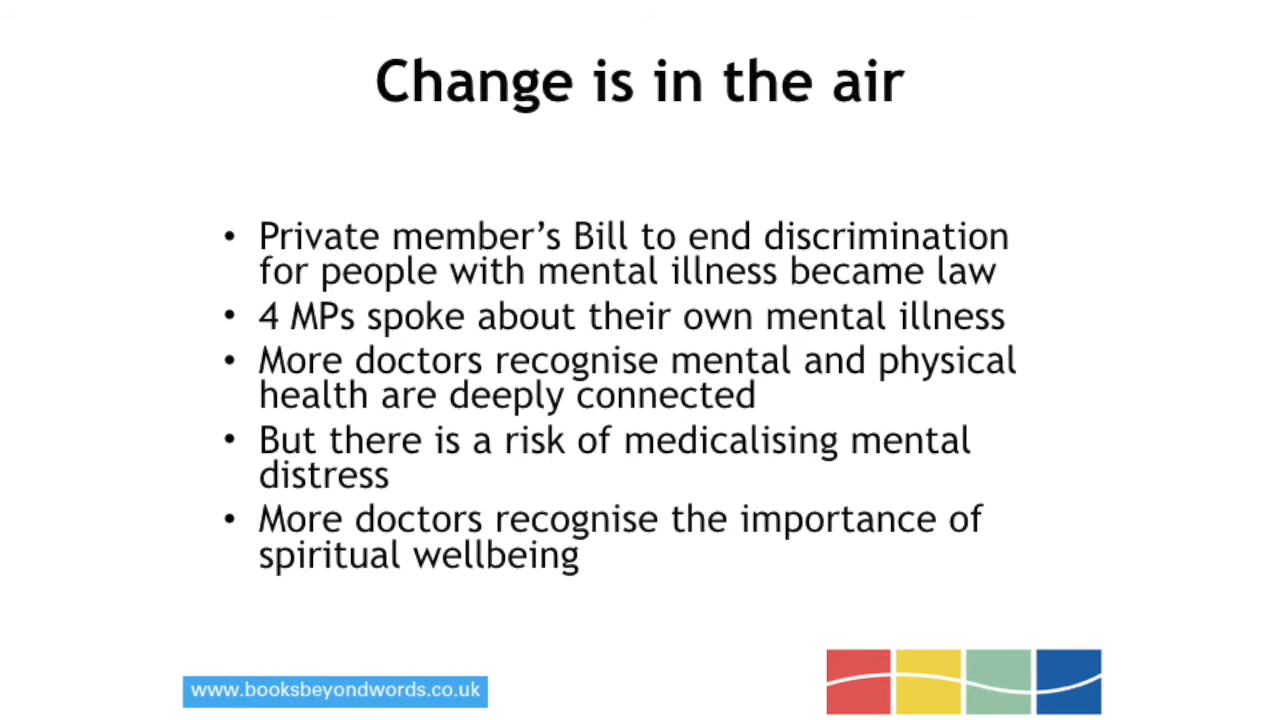 Change is in the air
• Private member’s Bill to end discrimination
for people with mental illness became law
• 4 MPs spoke about their own mental illness
• More doctors recognise mental and physical
health are deeply connected
• But there is a risk of medicalising mental
distress
• More doctors recognise the importance of
spiritual wellbeing
www.booksbeyondwords.co.uk